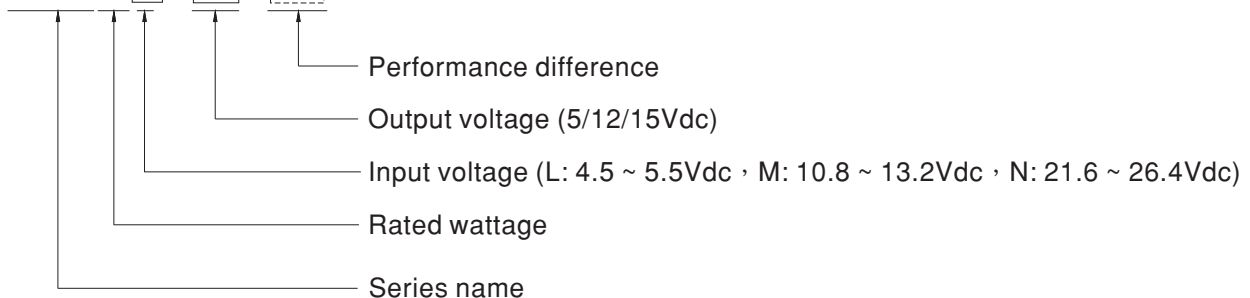 Performance difference
Output voltage (5/12/15Vdc)
Input voltage (L: 4.5 ~ 5.5Vdc，M: 10.8 ~ 13.2Vdc，N: 21.6 ~ 26.4Vdc)
Rated wattage
Series name